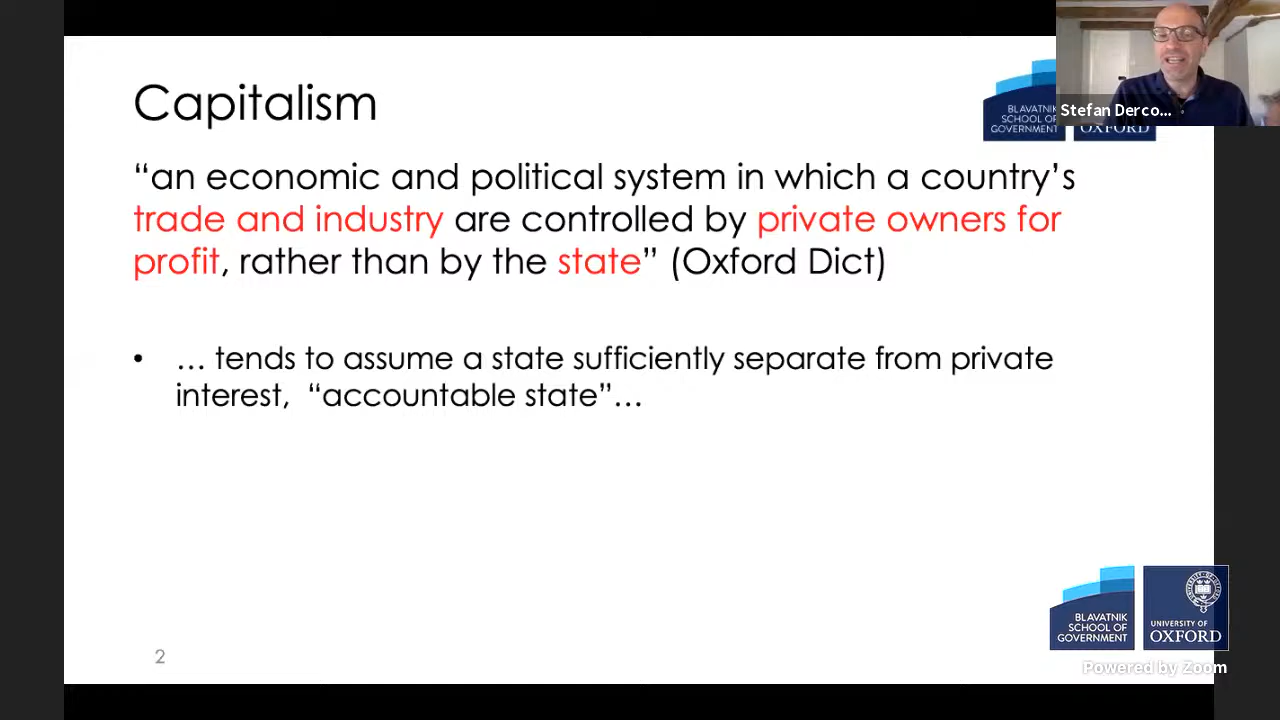 Capitalism
BLAVATNIK
SCHOOL OF
GOVERNMENT
OXFORD
Stefan Derco...
“an economic and political system in which a country’s
trade and industry are controlled by private owners for
profit, rather than by the state” (Oxford Dict)
• … tends to assume a state sufficiently separate from private
interest, “accountable state”…
BLAVATNIK
SCHOOL OF
GOVERNMENT
UNIVERSITY OF
OXFORD
Powered by Zoom
2